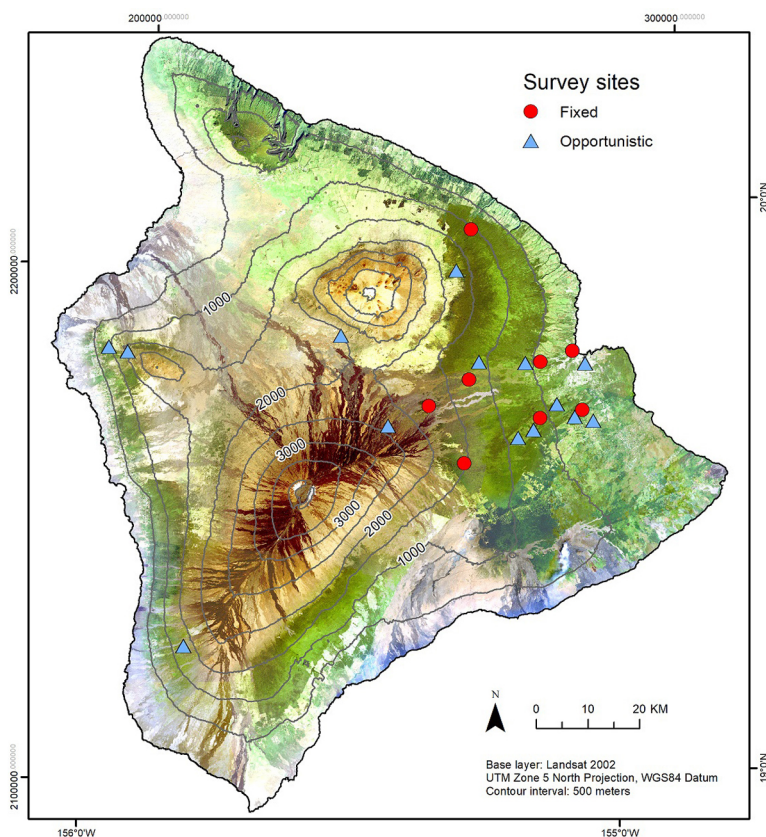 200000.000000
300000.000000
Survey sites
Fixed
Opportunistic
20°N
2200000.000000
1000
2000
3000
3000
2000
1000
N
0 10 20 KM
2100000.000000
19°N
Base layer: Landsat 2002
UTM Zone 5 North Projection, WGS84 Datum
Contour interval: 500 meters
156°0'W
155°0'W